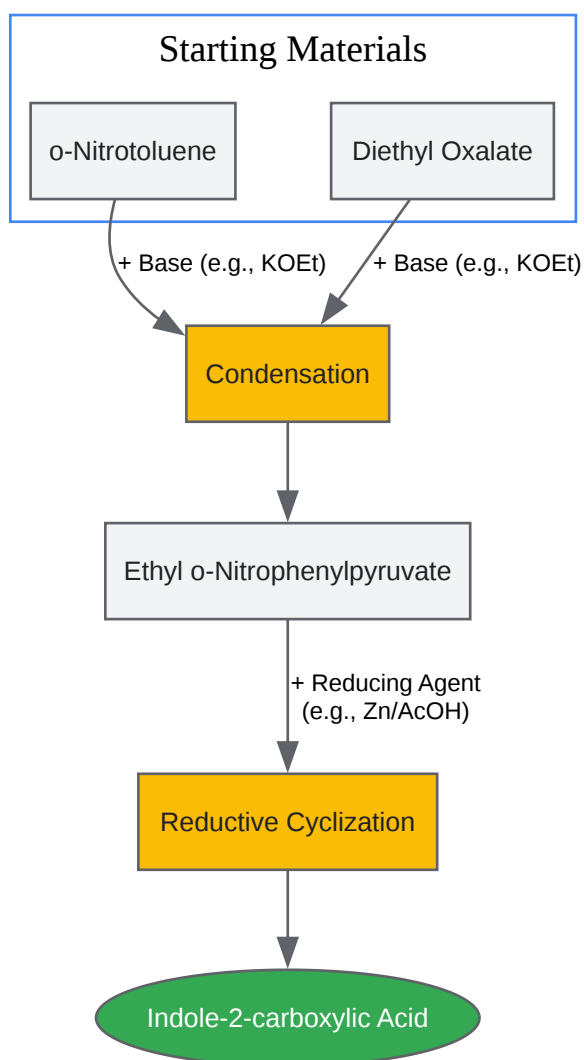 Starting Materials
o-Nitrotoluene
Diethyl Oxalate
+ Base (e.g., KOEt)
+ Base (e.g., KOEt)
Condensation
Ethyl o-Nitrophenylpyruvate
+ Reducing Agent
(e.g., Zn/AcOH)
Reductive Cyclization
Indole-2-carboxylic Acid